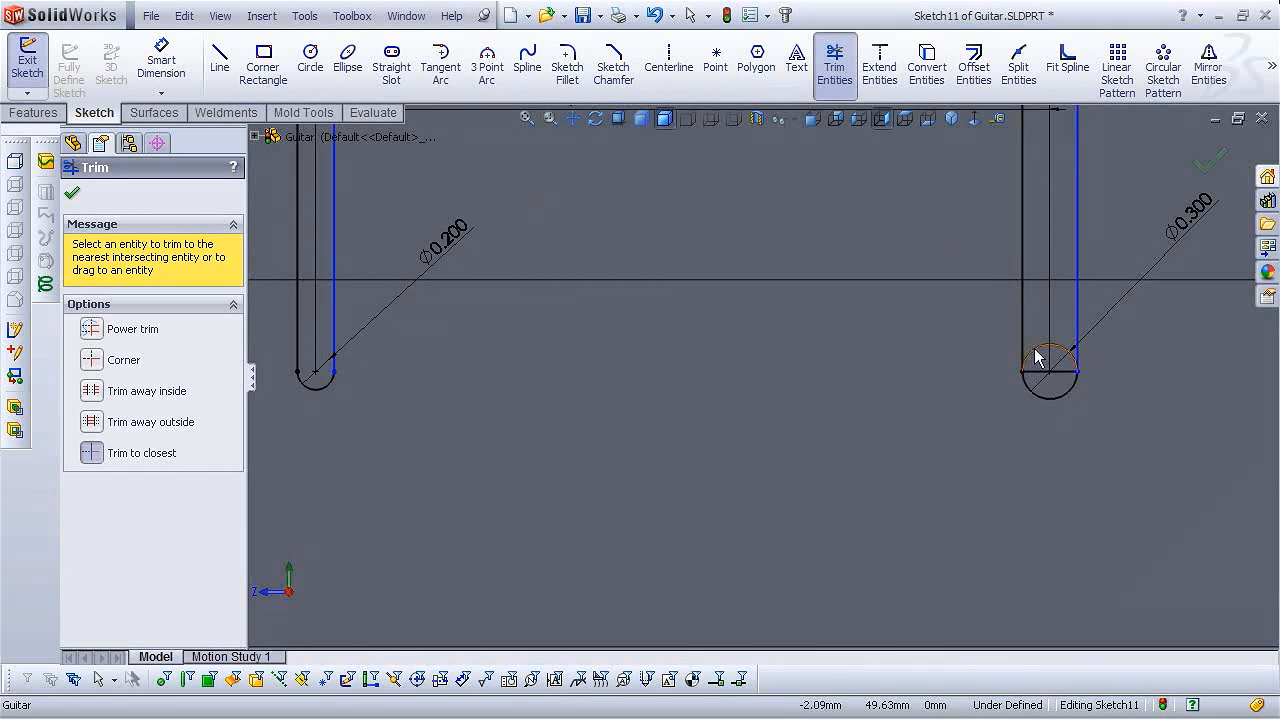 SolidWorks File Edit View Insert Tools Toolbox Window Help Sketch11 of Guitar.SLDPRT * ?
Exit Sketch
Fully Define Sketch
3D Sketch
Smart Dimension
Line
Corner Rectangle
Circle
Ellipse
Straight Slot
Tangent Arc
3 Point Arc
Spline
Sketch Fillet
Sketch Chamfer
Centerline
Point
Polygon
Text
Trim Entities
Extend Entities
Convert Entities
Offset Entities
Split Entities
Fit Spline
Linear Sketch Pattern
Circular Sketch Pattern
Mirror Entities
Features Sketch Surfaces Weldments Mold Tools Evaluate
Guitar (Default<<Default>_...
Trim ?
Message
Select an entity to trim to the
nearest intersecting entity or to
drag to an entity
Options
Power trim
Corner
Trim away inside
Trim away outside
Trim to closest
∅0.200
∅0.300
Z
Model Motion Study 1
Guitar -2.09mm 49.63mm 0mm Under Defined Editing Sketch11 ?